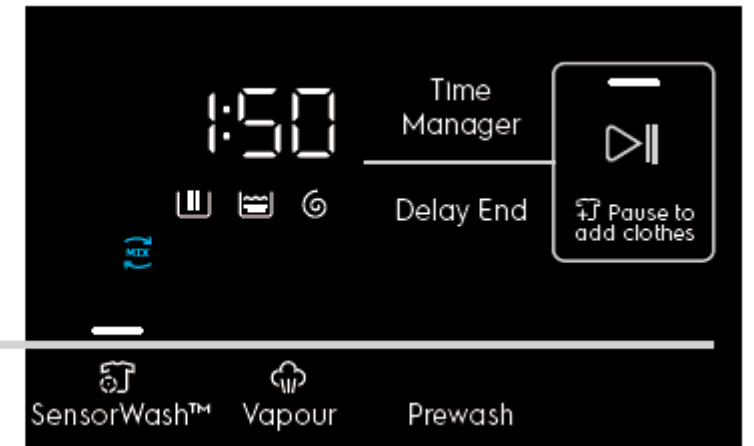 1:50
Time
Manager
Delay End
Pause to
add clothes
MIX
SensorWash™
Vapour
Prewash